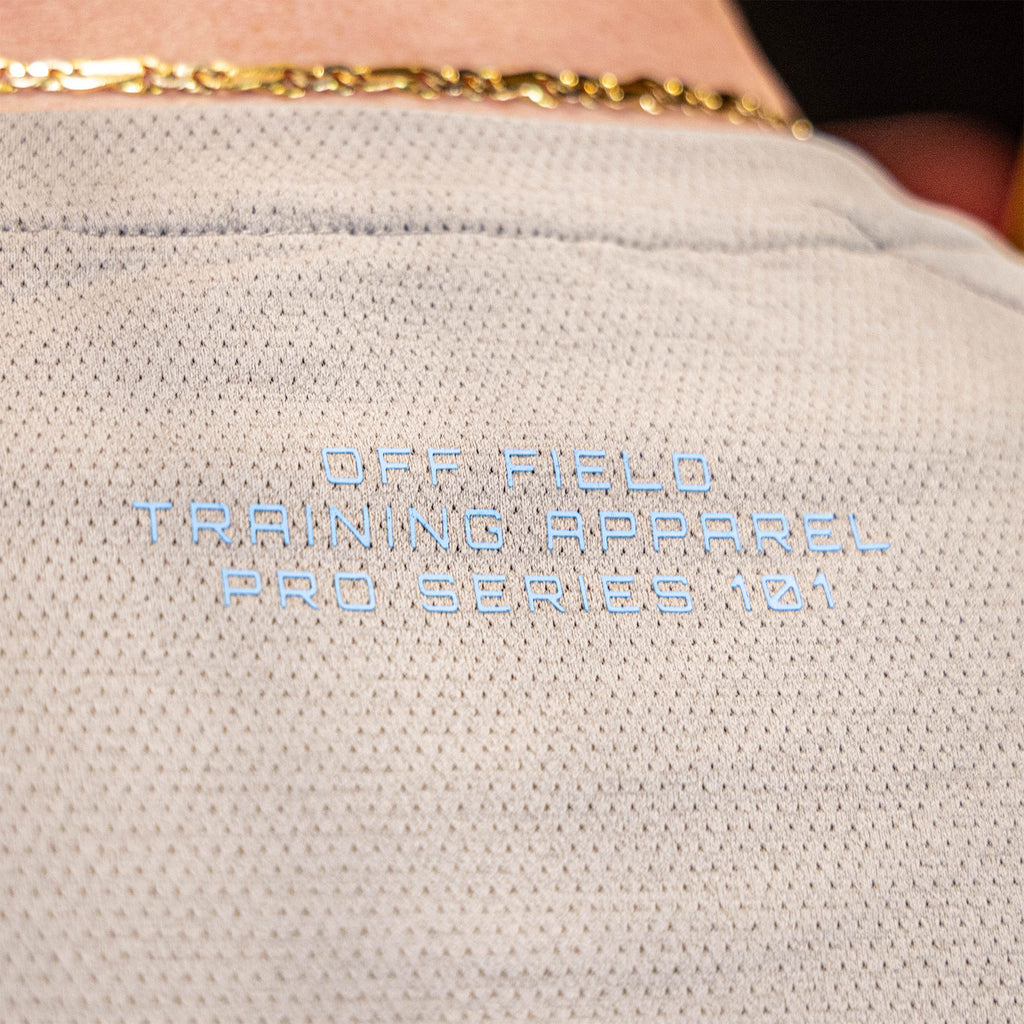 OFF FIELD
TRAINING APPAREL
PRO SERIES 101